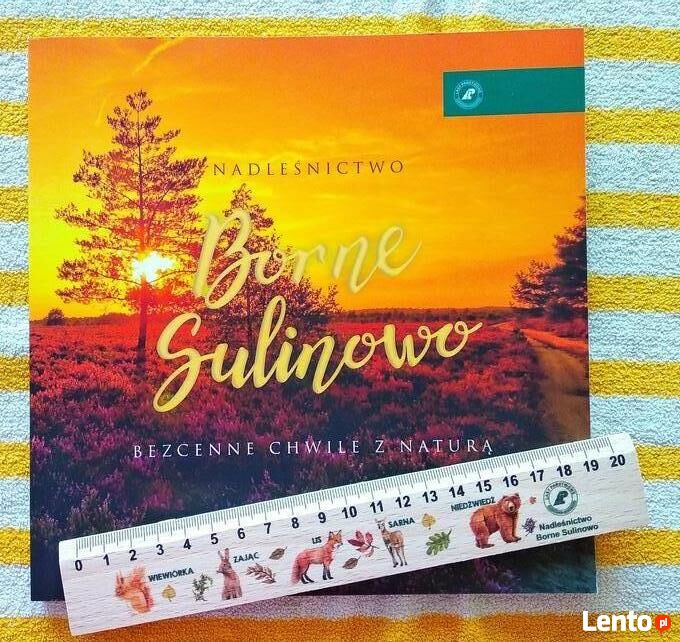 NADLEŚNICTWO
Borne
Sulinowo
BEZCENNE CHWILE Z NATURĄ
0 1 2 3 4 5 6 7 8 9 10 11 12 13 14 15 16 17 18 19 20
WIEWIÓRKA
ZAJĄC
LIS
SARNA
NIEDŹWIEDŹ
Nadleśnictwo
Borne Sulinowo
Lento.pl